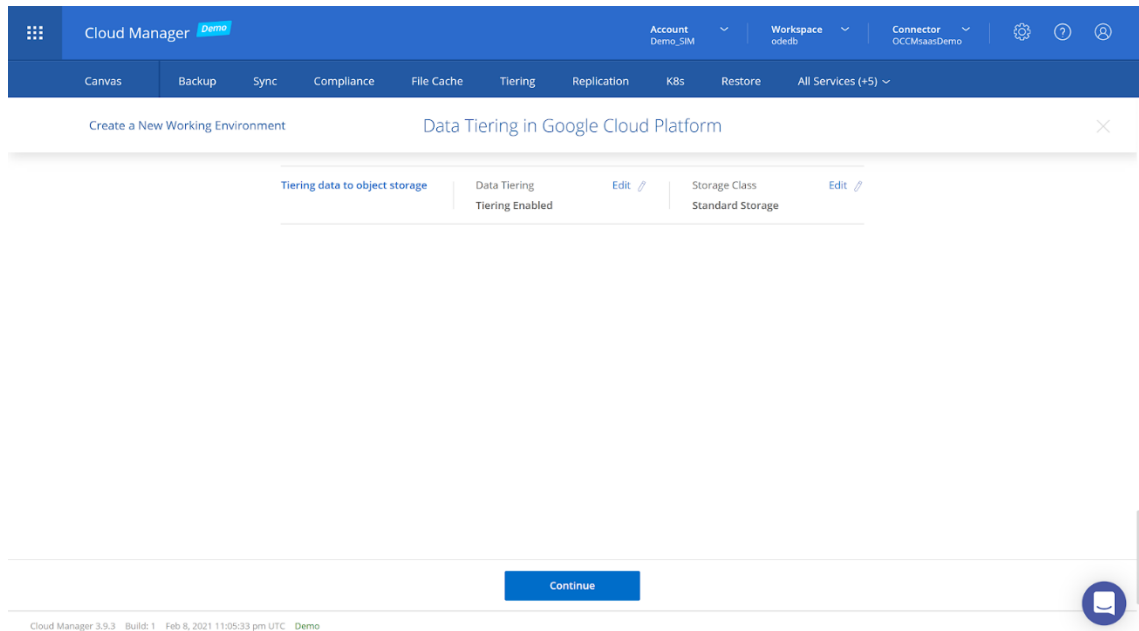 Cloud Manager Demo
Account
Demo_SIM
Workspace
odedb
Connector
OCCMsaasDemo
Canvas Backup Sync Compliance File Cache Tiering Replication K8s Restore All Services (+5)
Create a New Working Environment
Data Tiering in Google Cloud Platform
Tiering data to object storage
Data Tiering Edit
Tiering Enabled
Storage Class Edit
Standard Storage
Continue
Cloud Manager 3.9.3 Build: 1 Feb 8, 2021 11:05:33 pm UTC Demo